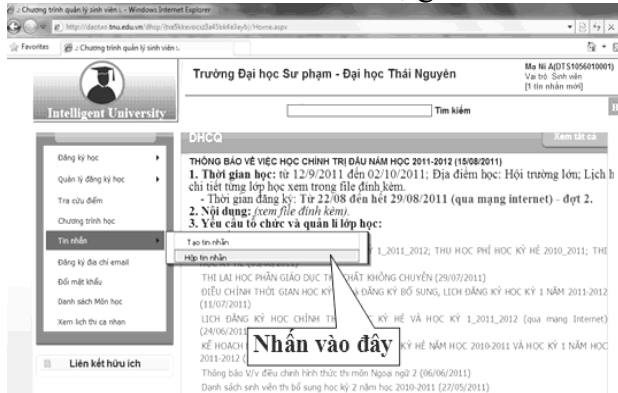 .: Chương trình quản lý sinh viên :. - Windows Internet Explorer
http://daotao.tnu.edu.vn/dhsp/
Home.aspx
Favorites .: Chương trình quản lý sinh viên :.
Intelligent University
Trường Đại học Sư phạm - Đại học Thái Nguyên
Ma Nì A(DTS1056010001)
Vai trò Sinh viên
[1 tin nhắn mới]
Tìm kiếm
Đăng ký học
Quản lý đăng ký học
Tra cứu điểm
Chương trình học
Tin nhắn
Tạo tin nhắn
Hộp tin nhắn
Đăng ký địa chỉ email
Đổi mật khẩu
Danh sách Môn học
Xem lịch thi ca nhan
Liên kết hữu ích
DHCQ
Xem tất cả
THÔNG BÁO VỀ VIỆC HỌC CHÍNH TRỊ ĐẦU NĂM HỌC 2011-2012 (15/08/2011)
1. Thời gian học: từ 12/9/2011 đến 02/10/2011; Địa điểm học: Hội trường lớn; Lịch h
chi tiết từng lớp học xem trong file đính kèm.
- Thời gian đăng ký: Từ 22/08 đến hết 29/08/2011 (qua mạng internet) - đợt 2.
2. Nội dung: (xem file đính kèm).
3. Yêu cầu tổ chức và quản lí lớp học:
1_2011_2012; THU HỌC PHÍ HỌC KỲ HÈ 2010_2011; THI
THI LẠI HỌC PHẦN GIÁO DỤC THỂ CHẤT KHÔNG CHUYÊN (29/07/2011)
ĐIỀU CHỈNH THỜI GIAN HỌC KỲ ĐĂNG KÝ BỔ SUNG, LỊCH ĐĂNG KÝ HỌC KỲ 1 NĂM 2011-2012
(11/07/2011)
LỊCH ĐĂNG KÝ HỌC CHÍNH TH KỲ HÈ VÀ HỌC KỲ 1_2011_2012 (qua mạng Internet)
(24/06/2011)
KẾ HOẠCH KỲ HÈ NĂM HỌC 2010-2011 VÀ HỌC KỲ 1 NĂM HỌC
2011-2012 (
Thông báo V/v điều chỉnh hình thức thi môn Ngoại ngữ 2 (06/06/2011)
Danh sách sinh viên thi bổ sung học kỳ 2 năm học 2010-2011 (27/05/2011)
Nhấn vào đây